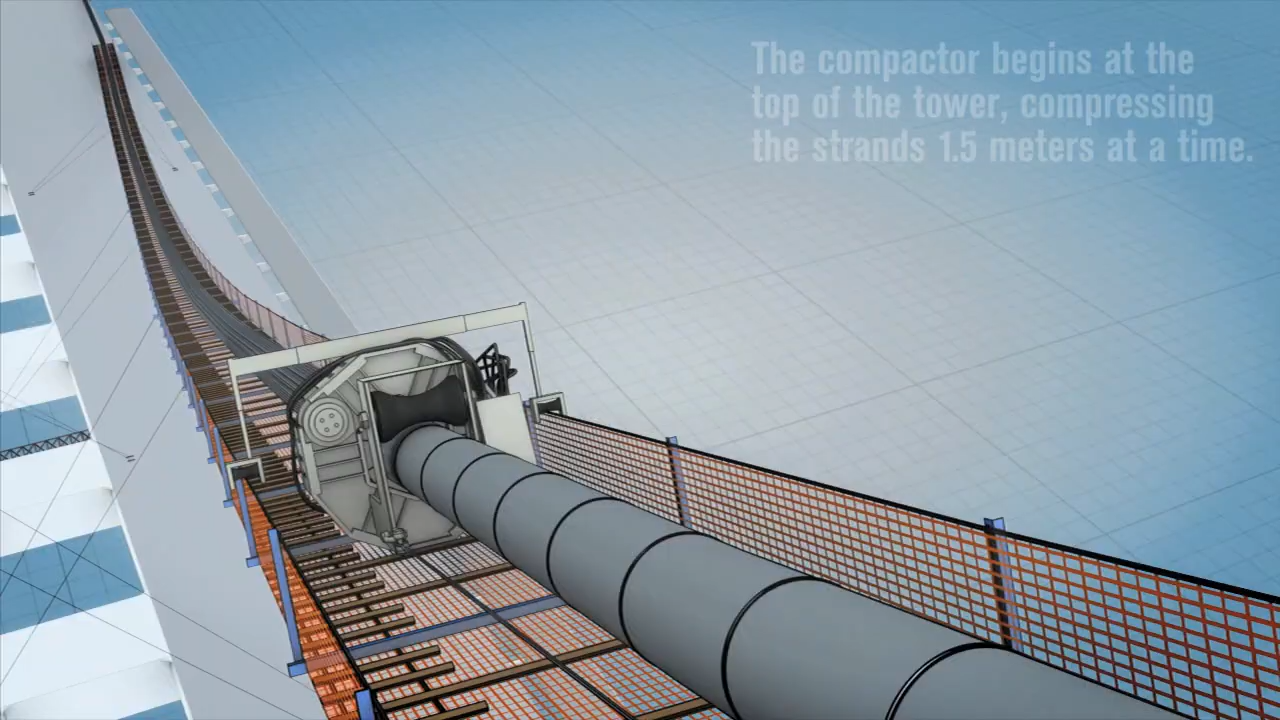 The compactor begins at the
top of the tower, compressing
the strands 1.5 meters at a time.